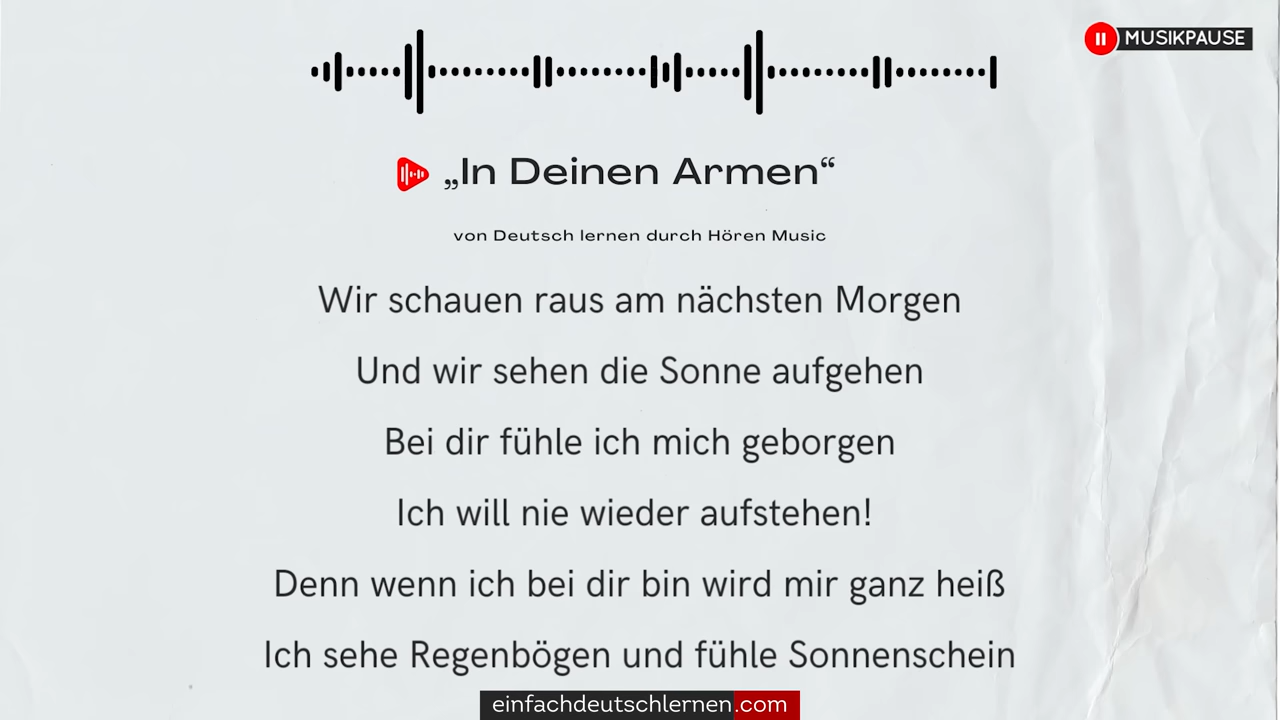 MUSIKPAUSE
„In Deinen Armen“
von Deutsch lernen durch Hören Music
Wir schauen raus am nächsten Morgen
Und wir sehen die Sonne aufgehen
Bei dir fühle ich mich geborgen
Ich will nie wieder aufstehen!
Denn wenn ich bei dir bin wird mir ganz heiß
Ich sehe Regenbögen und fühle Sonnenschein
einfachdeutschlernen.com